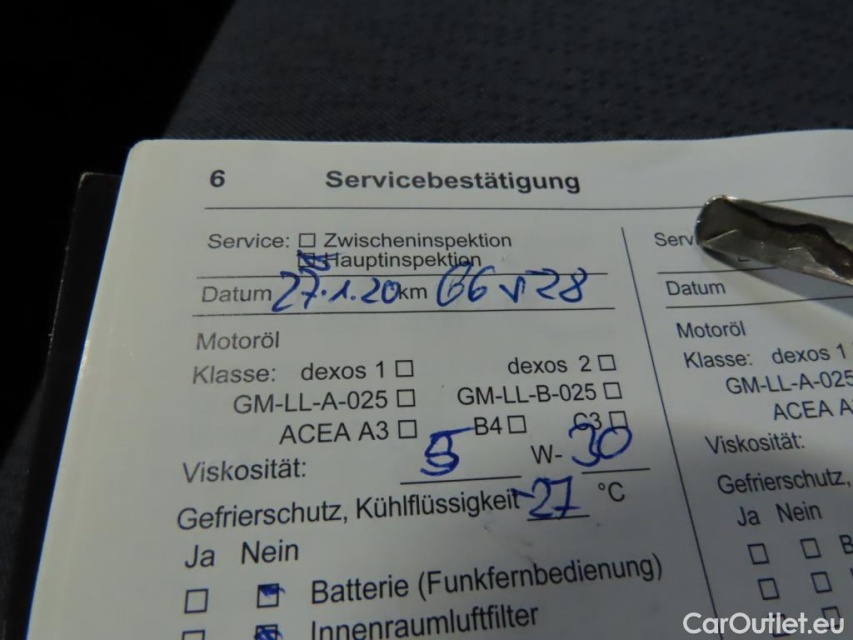 6 Servicebestätigung
Service: Zwischeninspektion
Hauptinspektion
Datum 27.1.20 km
Motoröl
Klasse: dexos 1 dexos 2
GM-LL-A-025 GM-LL-B-025
ACEA A3 B4 C3
Viskosität: 5 W-30
Gefrierschutz, Kühlflüssigkeit -27 °C
Ja Nein
Batterie (Funkfernbedienung)
Innenraumluftfilter
Datum
Motoröl
Klasse: dexos 1
GM-LL-A-025
ACEA
Viskosität:
Gefrierschutz,
Ja Nein
CarOutlet.eu